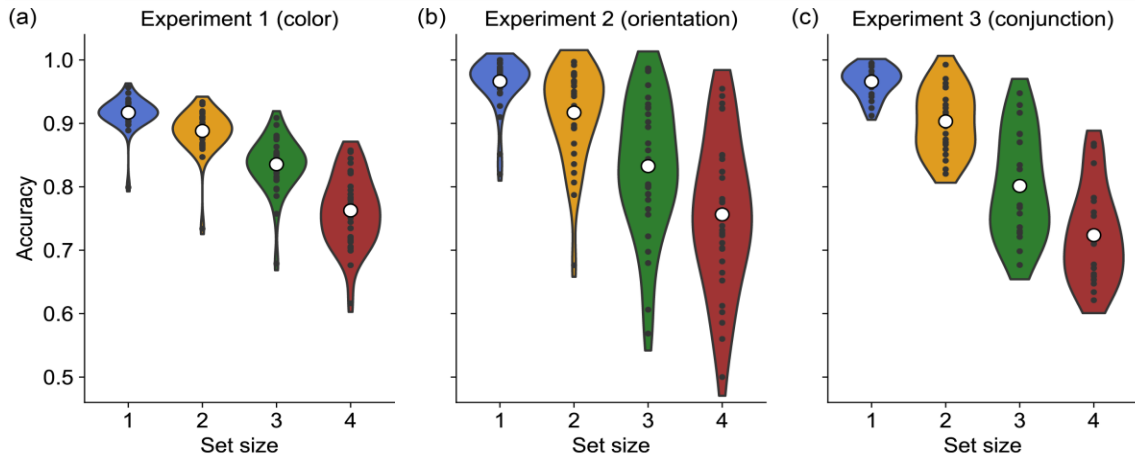 (a) Experiment 1 (color)
Accuracy
1.0
0.9
0.8
0.7
0.6
0.5
1 2 3 4
Set size
(b) Experiment 2 (orientation)
1 2 3 4
Set size
(c) Experiment 3 (conjunction)
1 2 3 4
Set size